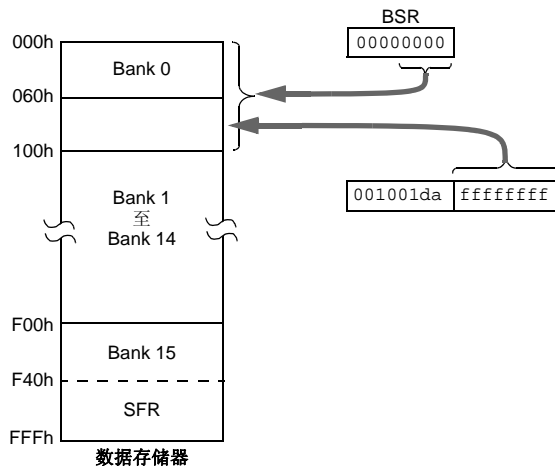 BSR
00000000
000h
Bank 0
060h
100h
001001da ffffffff
Bank 1
至
Bank 14
F00h
Bank 15
F40h
SFR
FFFh
数据存储器